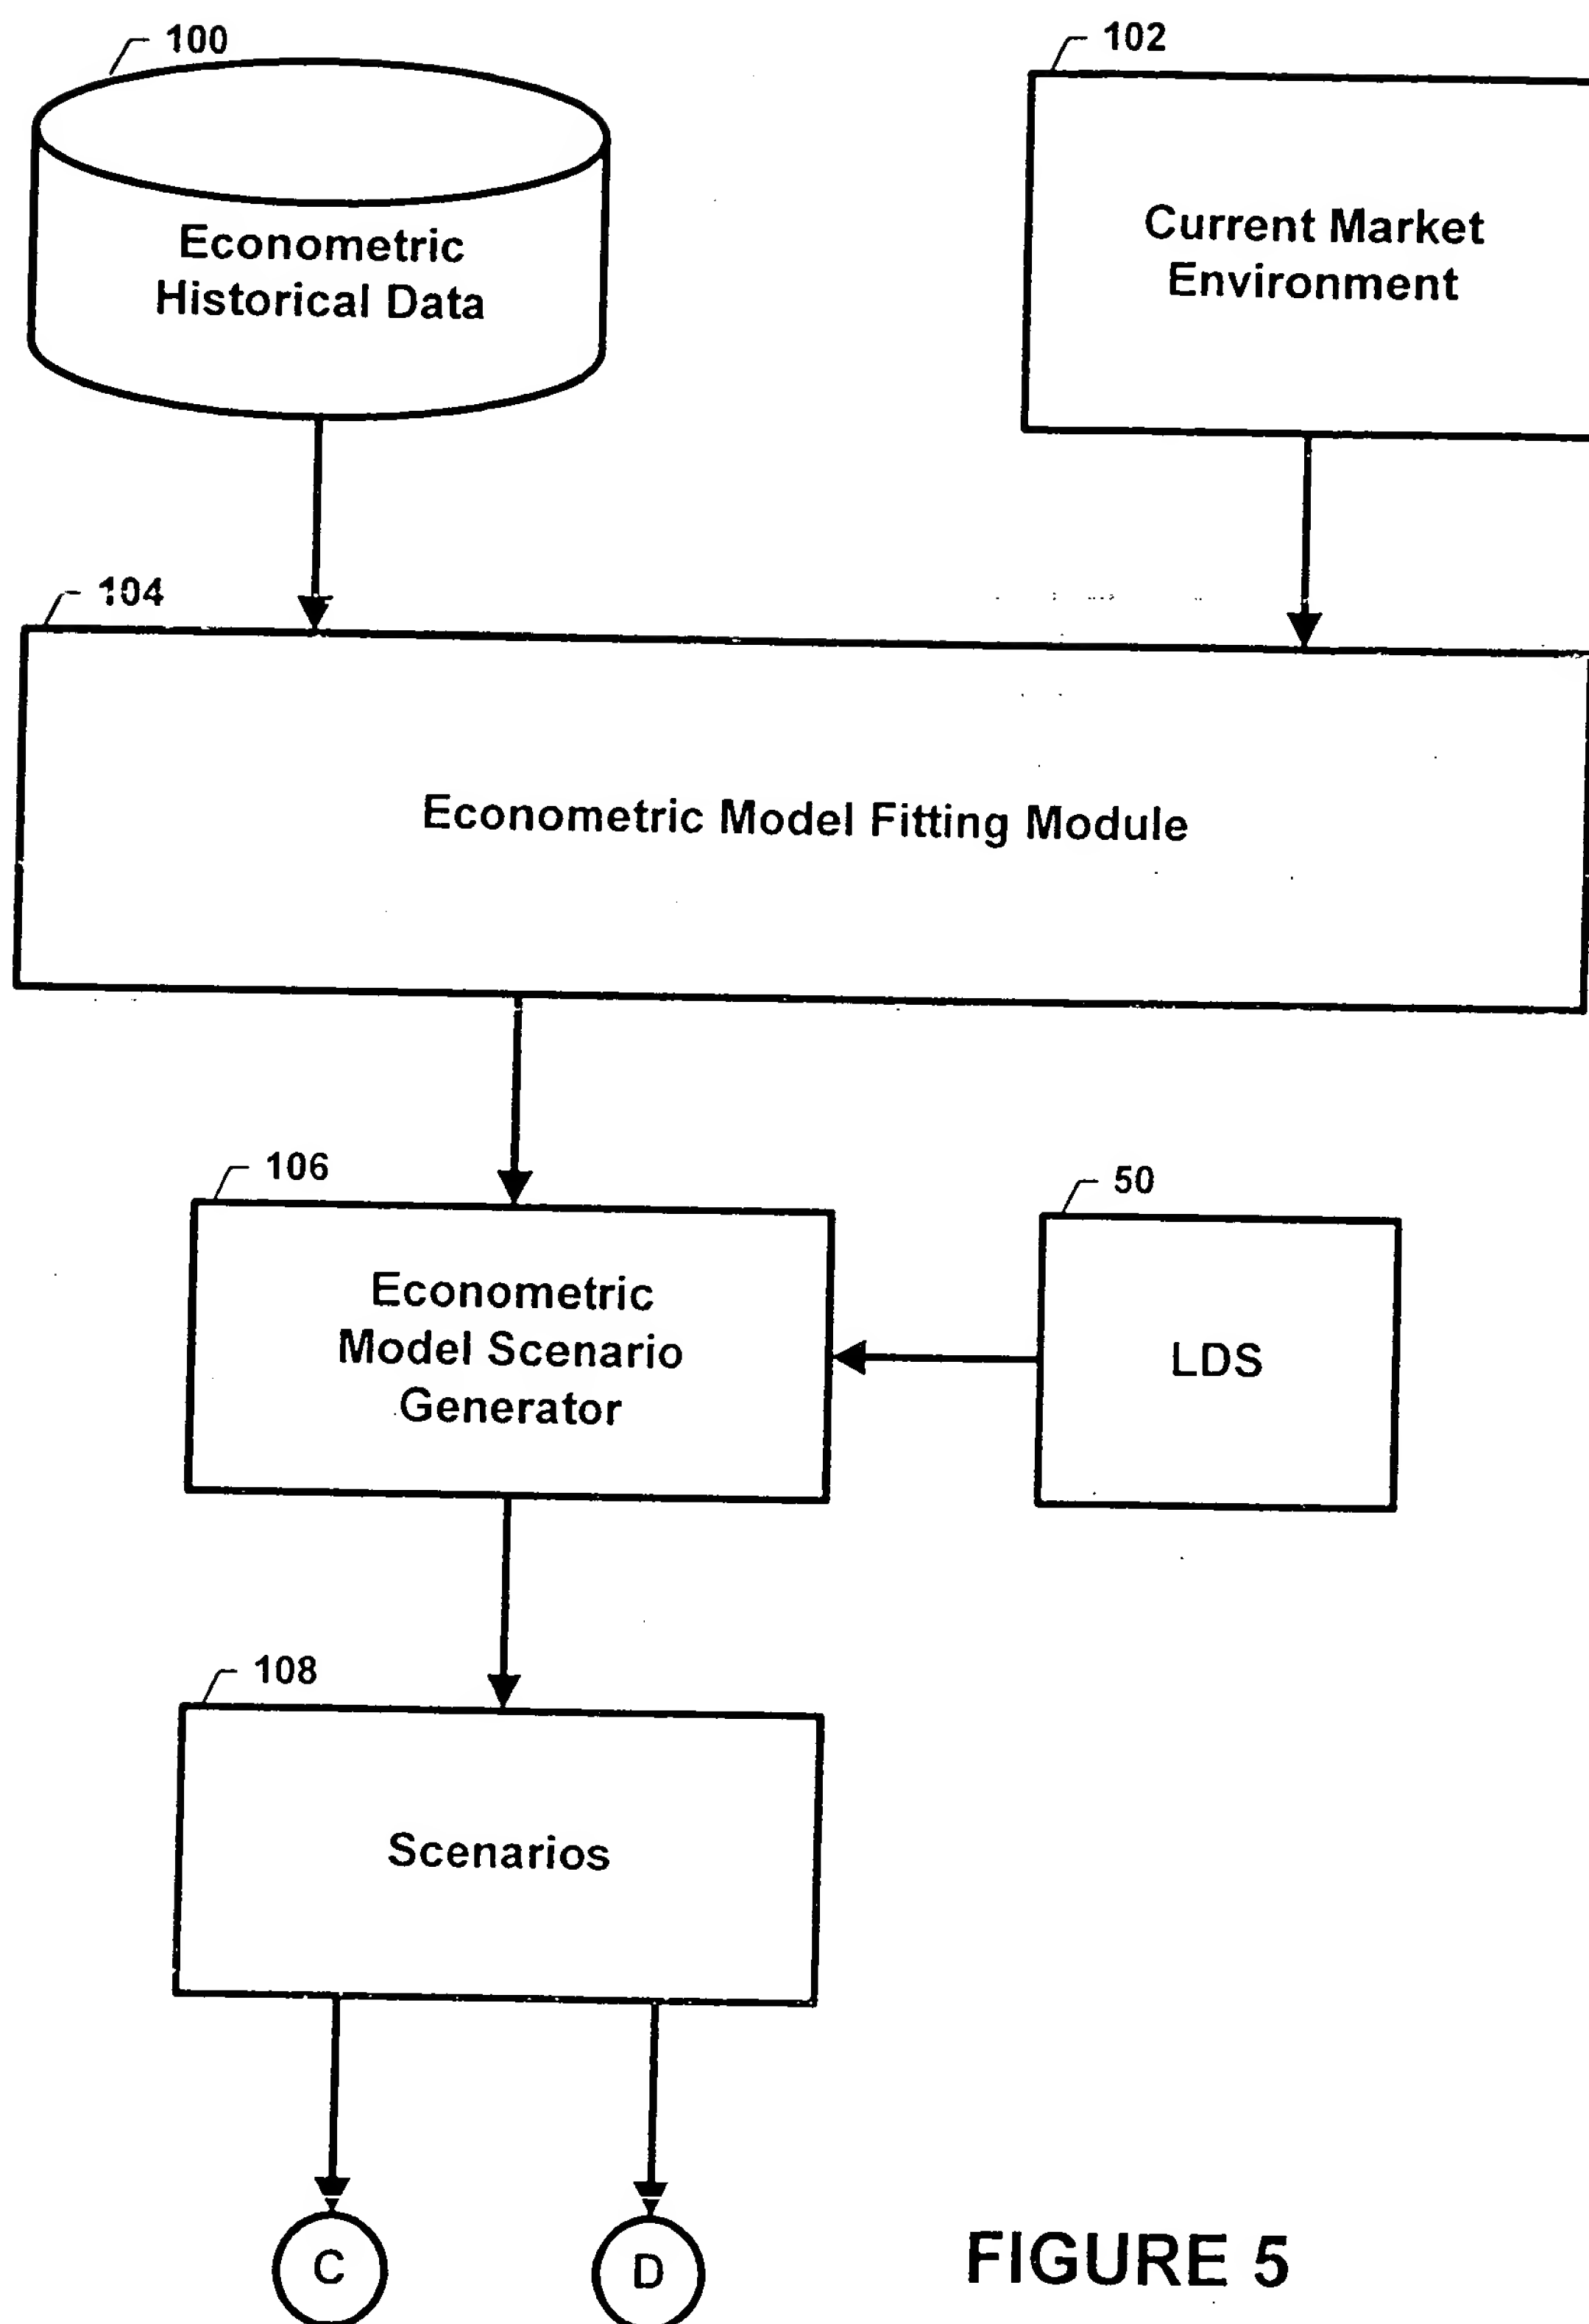 100
102
Econometric
Historical Data
Current Market
Environment
104
Econometric Model Fitting Module
106
50
Econometric
Model Scenario
Generator
LDS
108
Scenarios
C
D
FIGURE 5